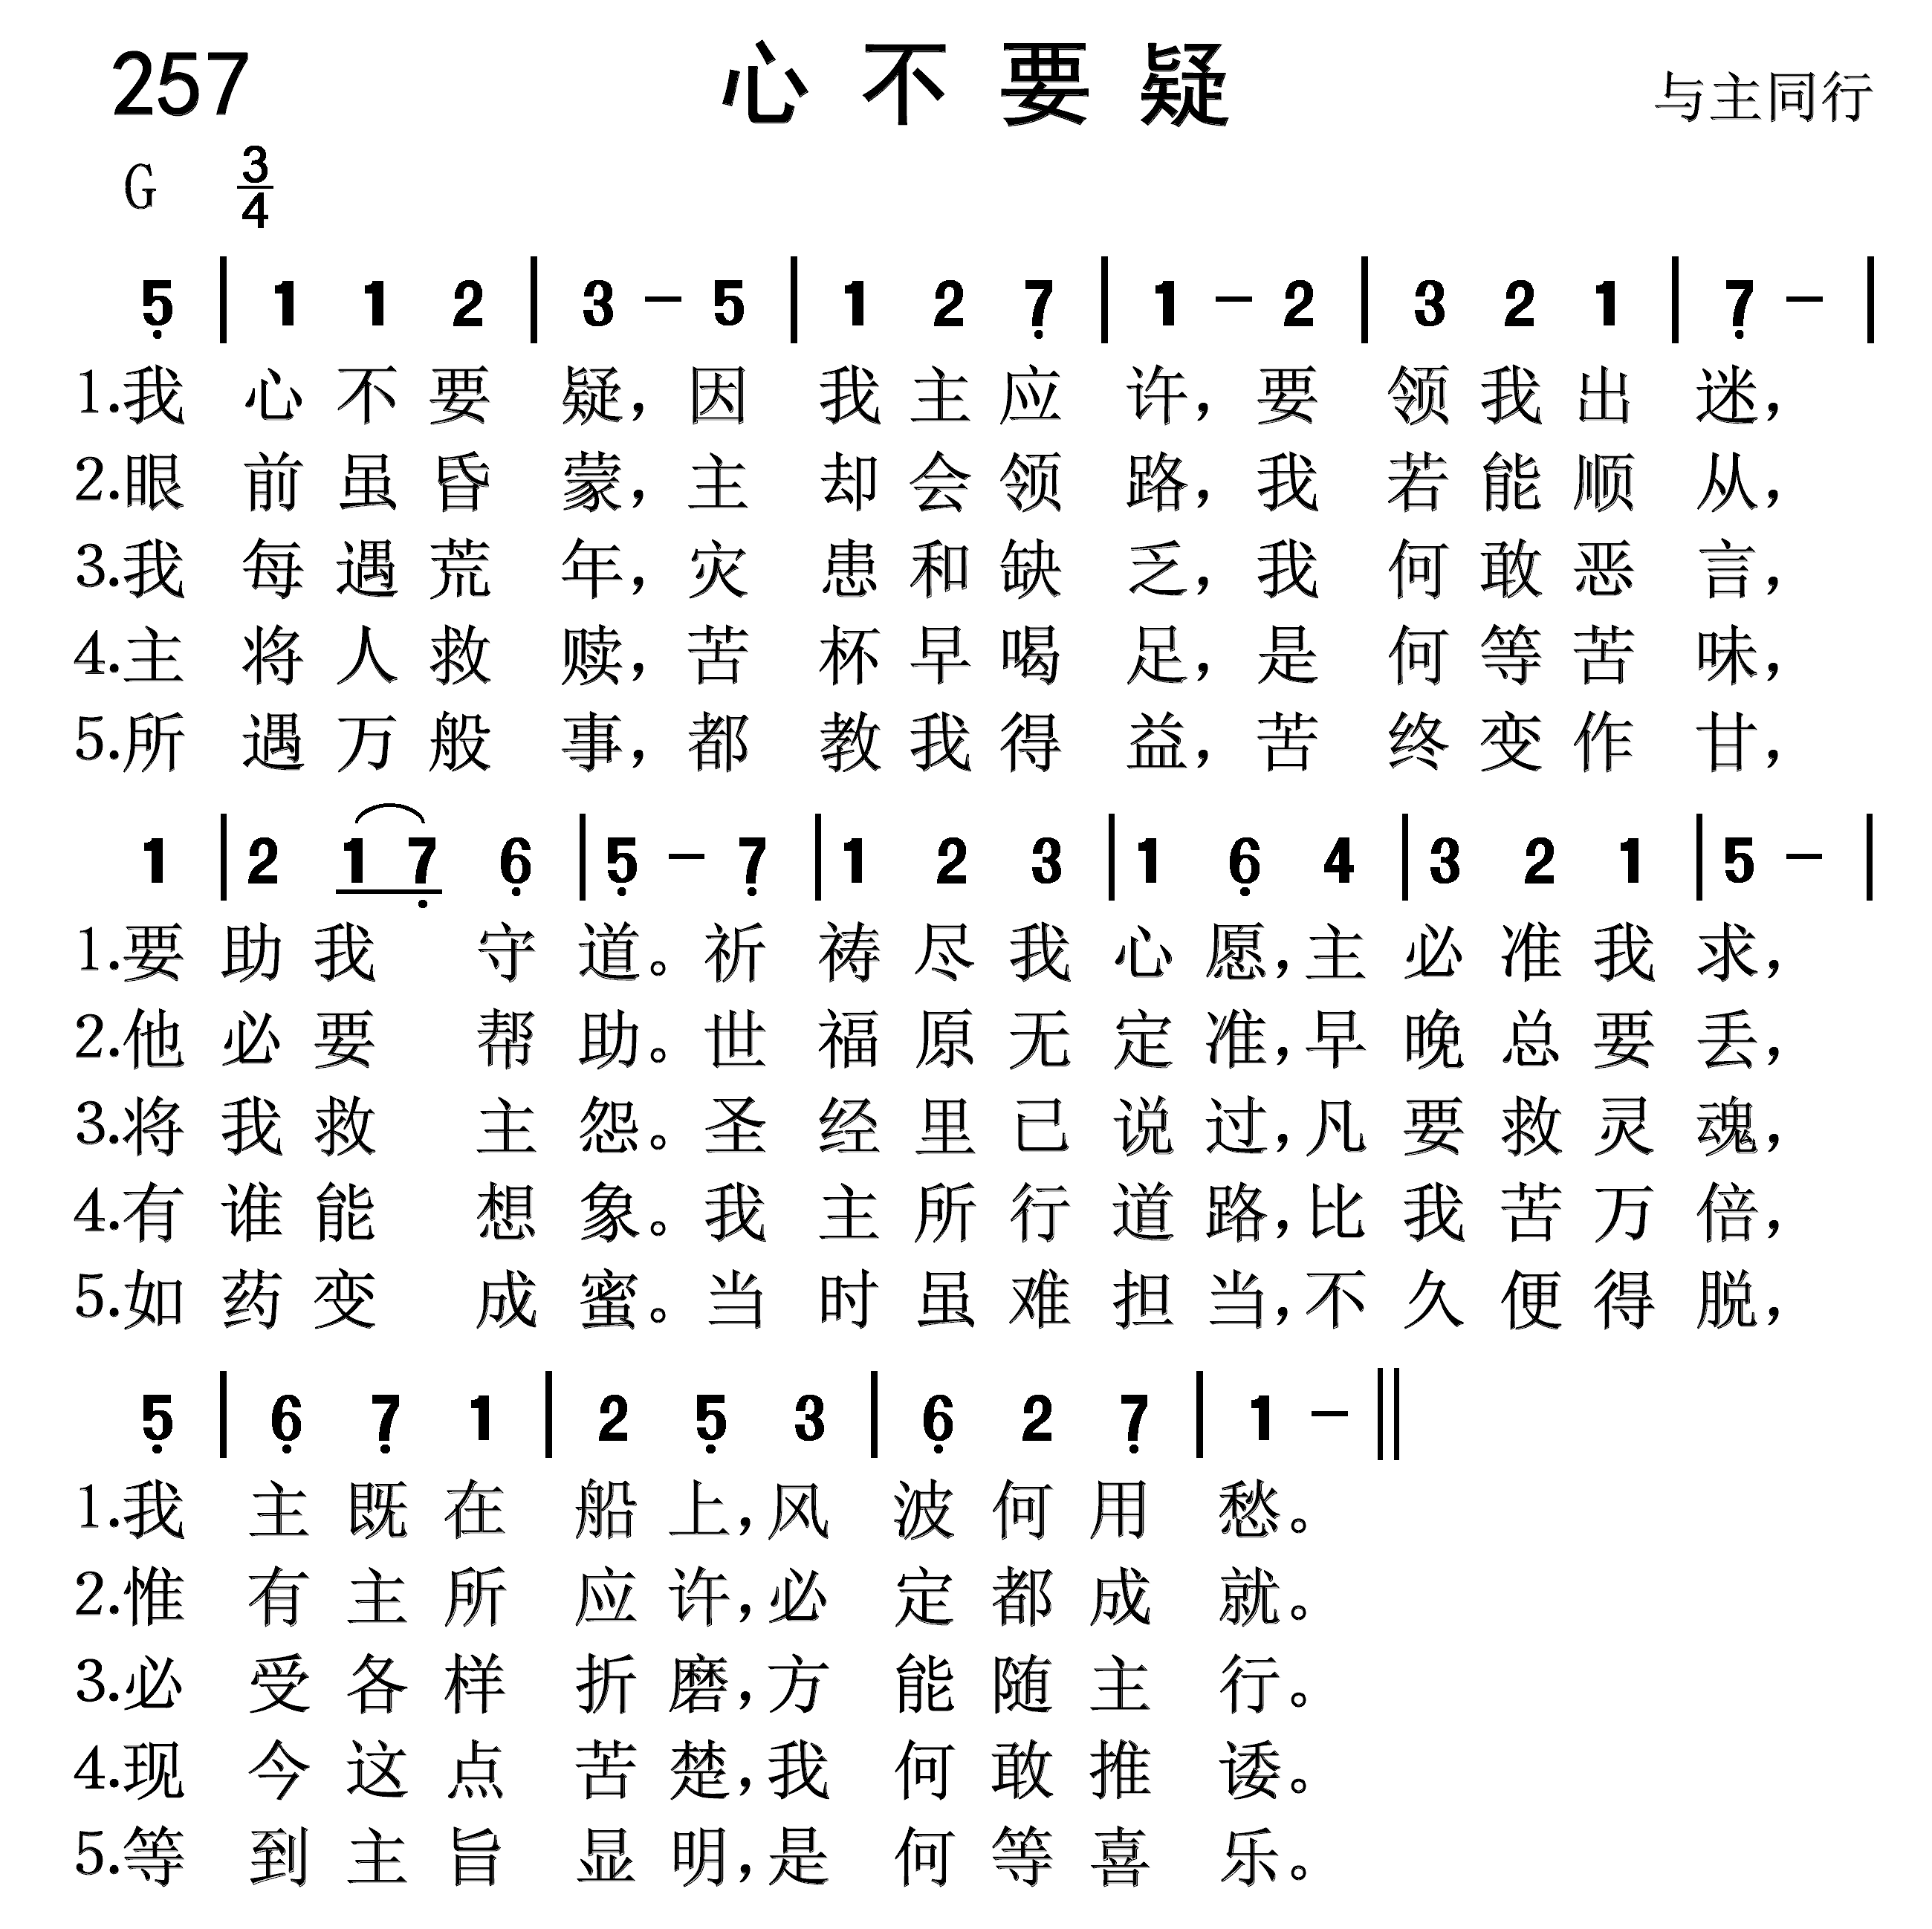 257 心不要疑 与主同行
G 3/4
5̣ | 1 1 2 | 3 - 5 | 1 2 7̣ | 1 - 2 | 3 2 1 | 7̣ - |
1.我心不要疑，因我主应许，要领我出迷，
2.眼前虽昏蒙，主却会领路，我若能顺从，
3.我每遇荒年，灾患和缺乏，我何敢恶言，
4.主将人救赎，苦杯早喝足，是何等苦味，
5.所遇万般事，都教我得益，苦终变作甘，
1 | 2 1 7̣ 6̣ | 5̣ - 7̣ | 1 2 3 | 1 6̣ 4 | 3 2 1 | 5 - |
1.要助我守道。祈祷尽我心愿，主必准我求，
2.他必要帮助。世福原无定准，早晚总要丢，
3.将我救主怨。圣经里已说过，凡要救灵魂，
4.有谁能想象。我主所行道路，比我苦万倍，
5.如药变成蜜。当时虽难担当，不久便得脱，
5̣ | 6̣ 7̣ 1 | 2 5̣ 3 | 6̣ 2 7̣ | 1 - ||
1.我主既在船上，风波何用愁。
2.惟有主所应许，必定都成就。
3.必受各样折磨，方能随主行。
4.现今这点苦楚，我何敢推诿。
5.等到主旨显明，是何等喜乐。